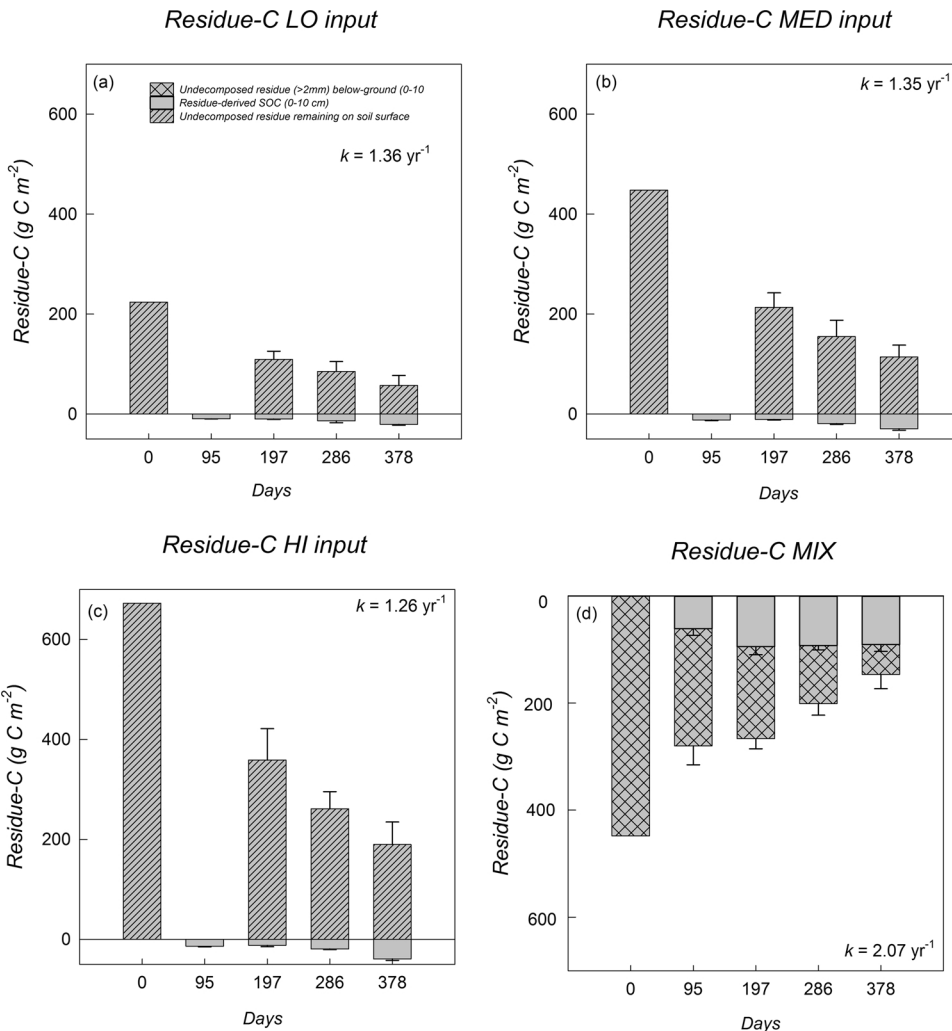 Residue-C LO input
(a)
Undecomposed residue (>2mm) below-ground (0-10
Residue-derived SOC (0-10 cm)
Undecomposed residue remaining on soil surface
k = 1.36 yr⁻¹
Residue-C (g C m⁻²)
600
400
200
0
0 95 197 286 378
Days
Residue-C MED input
(b)
k = 1.35 yr⁻¹
Residue-C (g C m⁻²)
600
400
200
0
0 95 197 286 378
Days
Residue-C HI input
(c)
k = 1.26 yr⁻¹
Residue-C (g C m⁻²)
600
400
200
0
0 95 197 286 378
Days
Residue-C MIX
(d)
Residue-C (g C m⁻²)
0
200
400
600
k = 2.07 yr⁻¹
0 95 197 286 378
Days